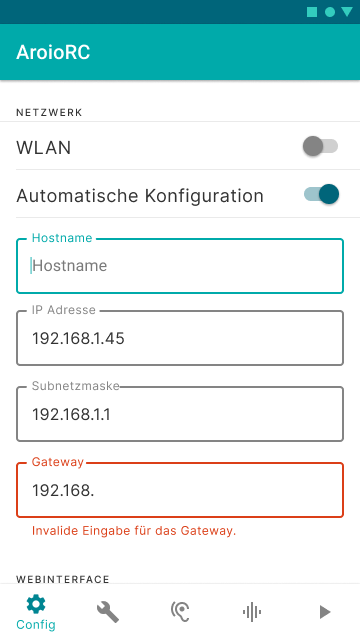 AroioRC
NETZWERK
WLAN
Automatische Konfiguration
Hostname
Hostname
IP Adresse
192.168.1.45
Subnetzmaske
192.168.1.1
Gateway
192.168.
Invalide Eingabe für das Gateway.
WEBINTERFACE
Config